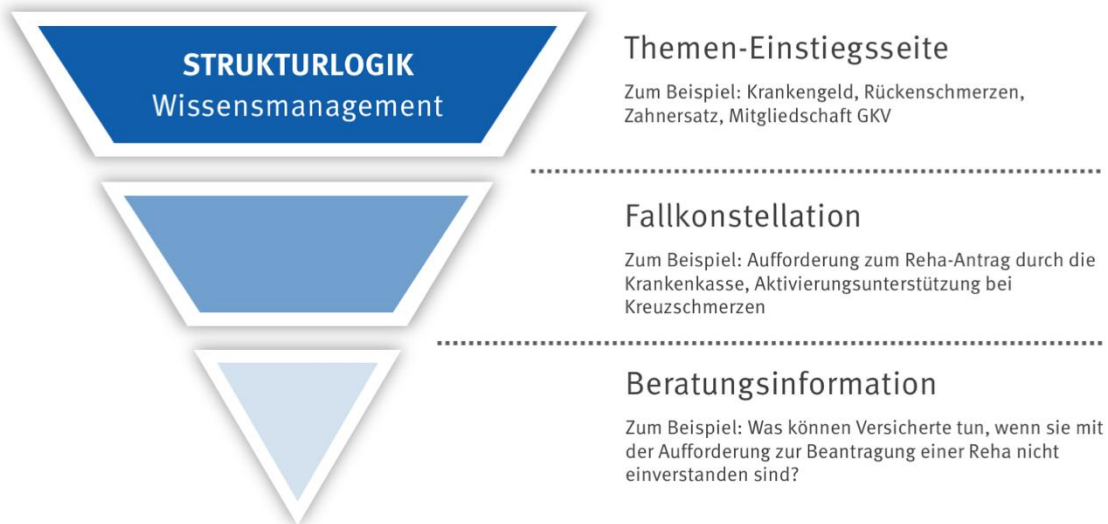 STRUKTURLOGIK
Wissensmanagement
Themen-Einstiegsseite
Zum Beispiel: Krankengeld, Rückenschmerzen,
Zahnersatz, Mitgliedschaft GKV
Fallkonstellation
Zum Beispiel: Aufforderung zum Reha-Antrag durch die
Krankenkasse, Aktivierungsunterstützung bei
Kreuzschmerzen
Beratungsinformation
Zum Beispiel: Was können Versicherte tun, wenn sie mit
der Aufforderung zur Beantragung einer Reha nicht
einverstanden sind?